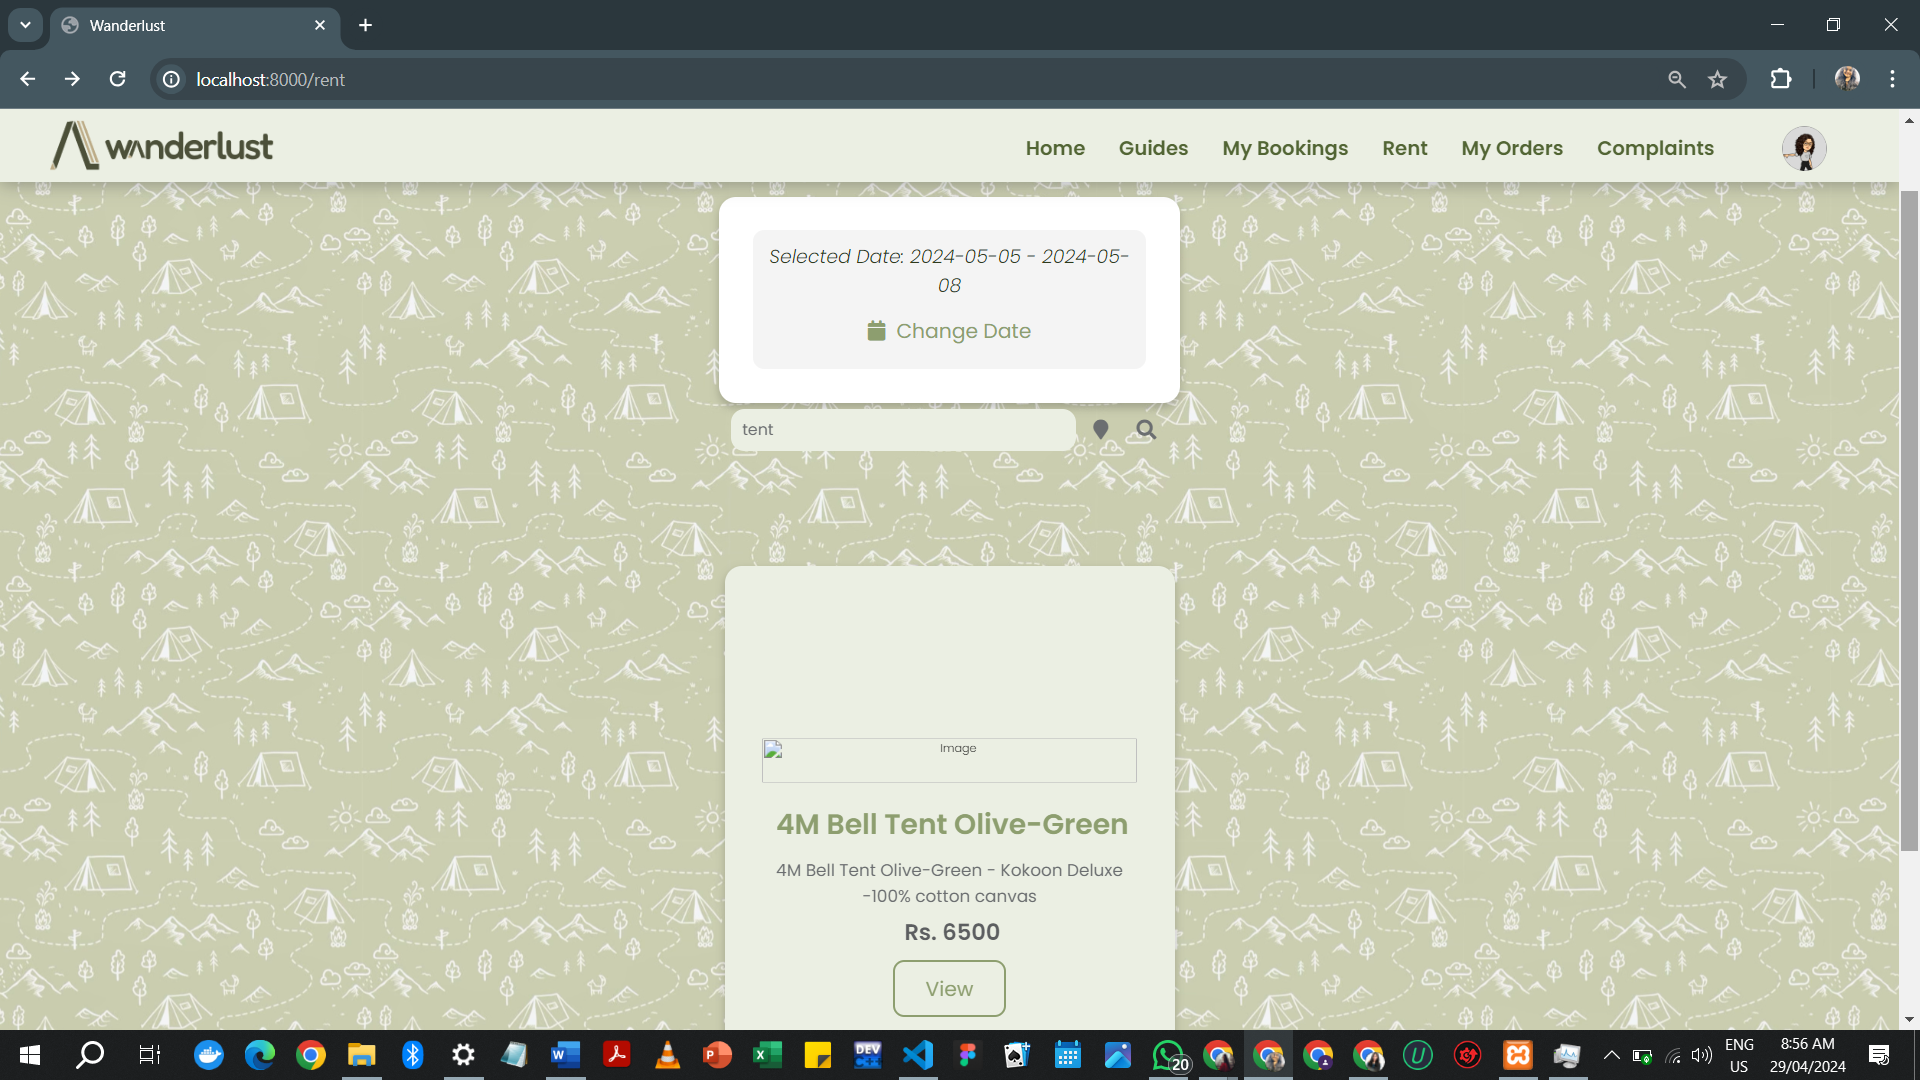 Wanderlust
localhost:8000/rent
wanderlust
Home
Guides
My Bookings
Rent
My Orders
Complaints
Selected Date: 2024-05-05 - 2024-05-
08
Change Date
tent
Image
4M Bell Tent Olive-Green
4M Bell Tent Olive-Green - Kokoon Deluxe
-100% cotton canvas
Rs. 6500
View
DEV
C++
20
ENG
US
8:56 AM
29/04/2024